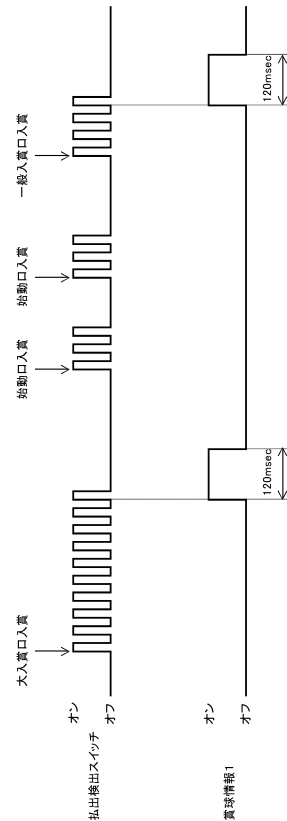 大入賞口入賞
始動口入賞
始動口入賞
一般入賞口入賞
オン
払出検出スイッチ
オフ
オン
賞球情報1
オフ
120msec
120msec